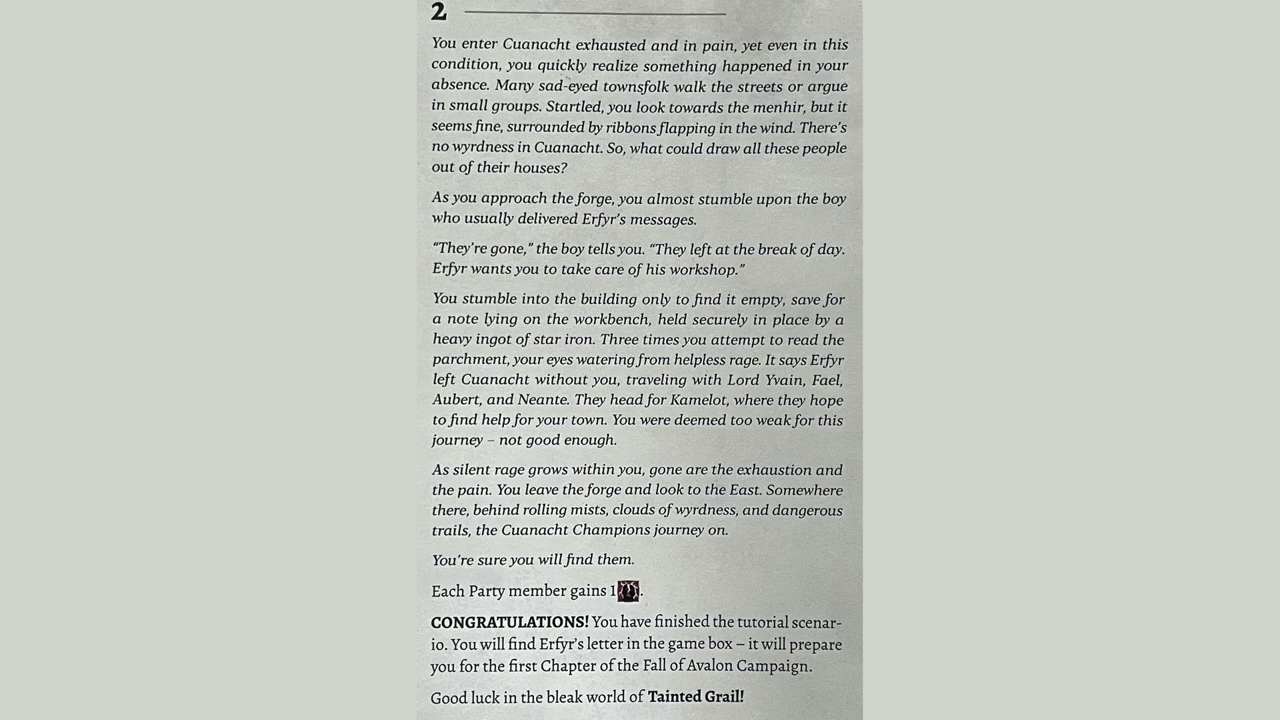 2
You enter Cuanacht exhausted and in pain, yet even in this
condition, you quickly realize something happened in your
absence. Many sad-eyed townsfolk walk the streets or argue
in small groups. Startled, you look towards the menhir, but it
seems fine, surrounded by ribbons flapping in the wind. There's
no wyrdness in Cuanacht. So, what could draw all these people
out of their houses?
As you approach the forge, you almost stumble upon the boy
who usually delivered Erfyr's messages.
“They're gone,” the boy tells you. “They left at the break of day.
Erfyr wants you to take care of his workshop.”
You stumble into the building only to find it empty, save for
a note lying on the workbench, held securely in place by a
heavy ingot of star iron. Three times you attempt to read the
parchment, your eyes watering from helpless rage. It says Erfyr
left Cuanacht without you, traveling with Lord Yvain, Fael,
Aubert, and Neante. They head for Kamelot, where they hope
to find help for your town. You were deemed too weak for this
journey – not good enough.
As silent rage grows within you, gone are the exhaustion and
the pain. You leave the forge and look to the East. Somewhere
there, behind rolling mists, clouds of wyrdness, and dangerous
trails, the Cuanacht Champions journey on.
You're sure you will find them.
Each Party member gains 1 .
CONGRATULATIONS! You have finished the tutorial scenar-
io. You will find Erfyr's letter in the game box – it will prepare
you for the first Chapter of the Fall of Avalon Campaign.
Good luck in the bleak world of Tainted Grail!